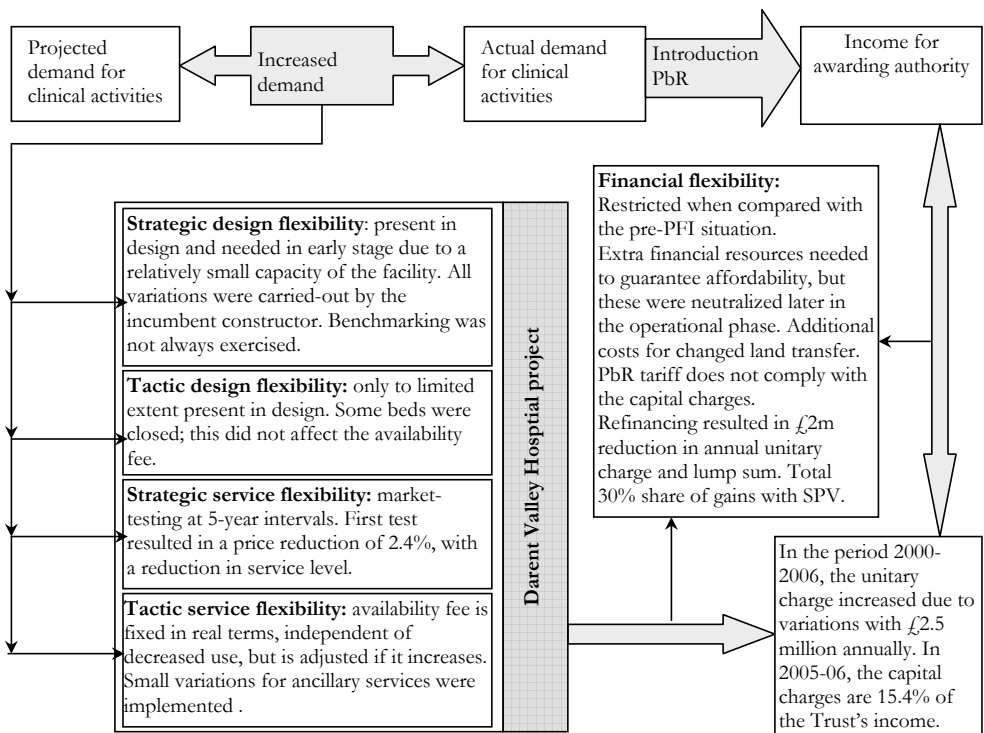 Projected
demand for
clinical activities
Increased
demand
Actual demand
for clinical
activities
Introduction
PbR
Income for
awarding authority
Strategic design flexibility: present in
design and needed in early stage due to a
relatively small capacity of the facility. All
variations were carried-out by the
incumbent constructor. Benchmarking was
not always exercised.
Tactic design flexibility: only to limited
extent present in design. Some beds were
closed; this did not affect the availability
fee.
Strategic service flexibility: market-
testing at 5-year intervals. First test
resulted in a price reduction of 2.4%, with
a reduction in service level.
Tactic service flexibility: availability fee is
fixed in real terms, independent of
decreased use, but is adjusted if it increases.
Small variations for ancillary services were
implemented .
Darent Valley Hosptial project
Financial flexibility:
Restricted when compared with
the pre-PFI situation.
Extra financial resources needed
to guarantee affordability, but
these were neutralized later in
the operational phase. Additional
costs for changed land transfer.
PbR tariff does not comply with
the capital charges.
Refinancing resulted in £2m
reduction in annual unitary
charge and lump sum. Total
30% share of gains with SPV.
In the period 2000-
2006, the unitary
charge increased due to
variations with £2.5
million annually. In
2005-06, the capital
charges are 15.4% of
the Trust's income.